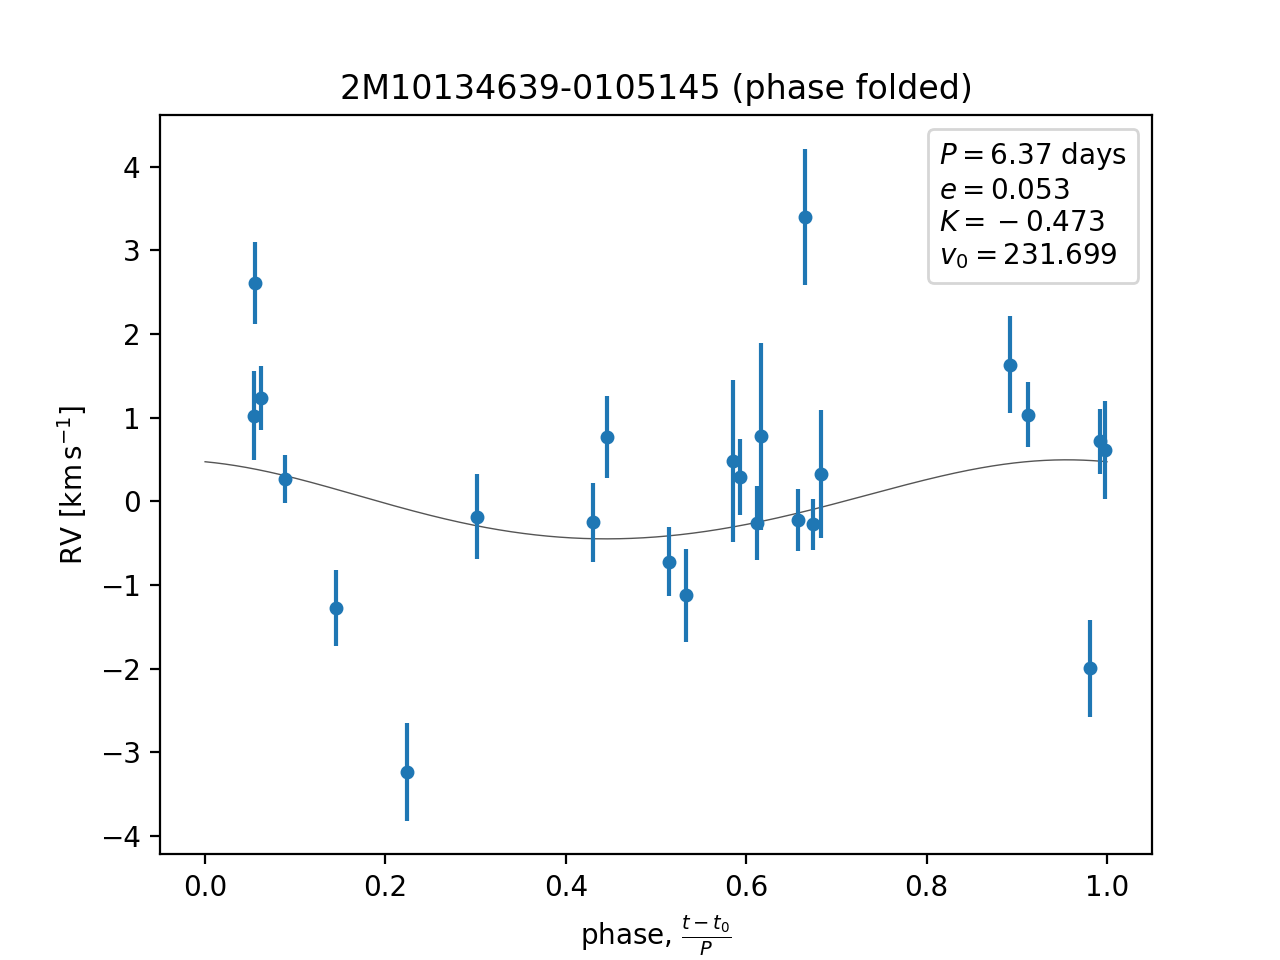 2M10134639-0105145 (phase folded)
P = 6.37 days
e = 0.053
K = −0.473
v₀ = 231.699
RV [km s⁻¹]
4
3
2
1
0
−1
−2
−3
−4
0.0 0.2 0.4 0.6 0.8 1.0
phase, (t − t₀)/P